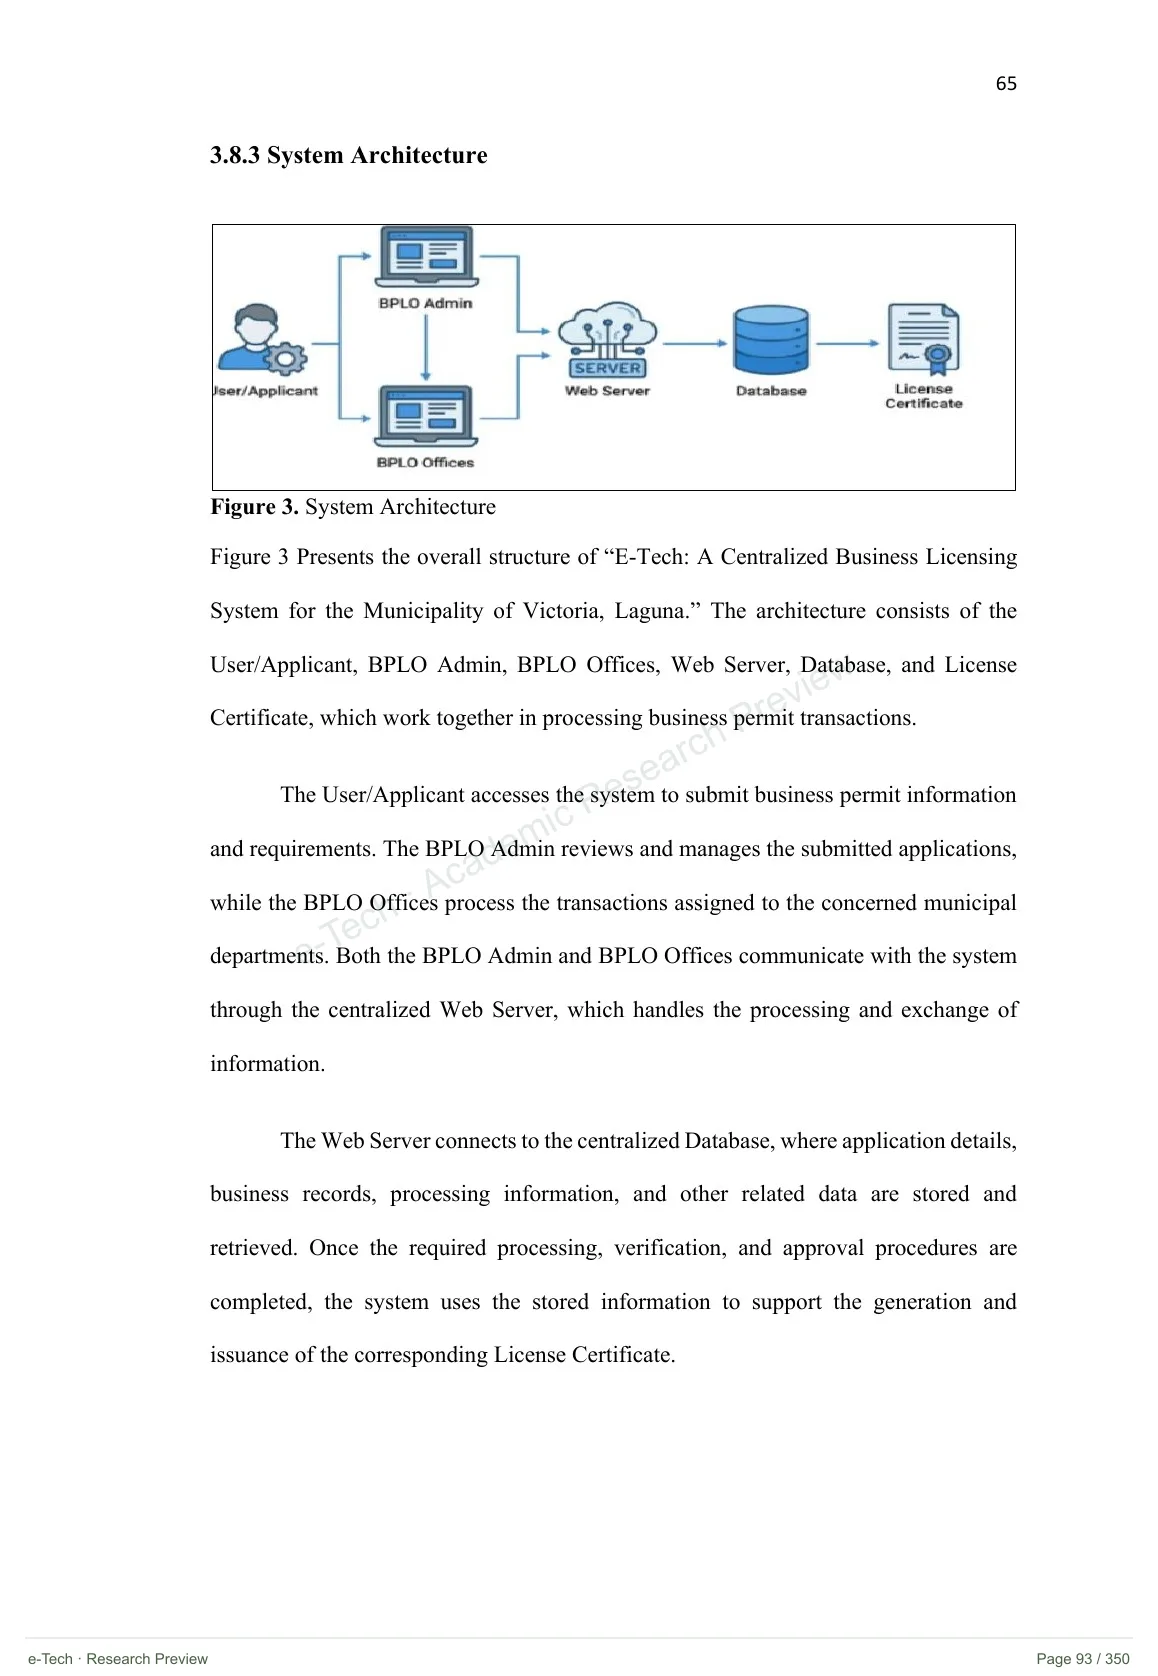 65
3.8.3 System Architecture
BPLO Admin
User/Applicant
SERVER
Web Server
Database
License
Certificate
BPLO Offices
Figure 3. System Architecture
Figure 3 Presents the overall structure of “E-Tech: A Centralized Business Licensing
System for the Municipality of Victoria, Laguna.” The architecture consists of the
User/Applicant, BPLO Admin, BPLO Offices, Web Server, Database, and License
Certificate, which work together in processing business permit transactions.
The User/Applicant accesses the system to submit business permit information
and requirements. The BPLO Admin reviews and manages the submitted applications,
while the BPLO Offices process the transactions assigned to the concerned municipal
departments. Both the BPLO Admin and BPLO Offices communicate with the system
through the centralized Web Server, which handles the processing and exchange of
information.
The Web Server connects to the centralized Database, where application details,
business records, processing information, and other related data are stored and
retrieved. Once the required processing, verification, and approval procedures are
completed, the system uses the stored information to support the generation and
issuance of the corresponding License Certificate.
e-Tech · Academic Research Preview
e-Tech · Research Preview
Page 93 / 350